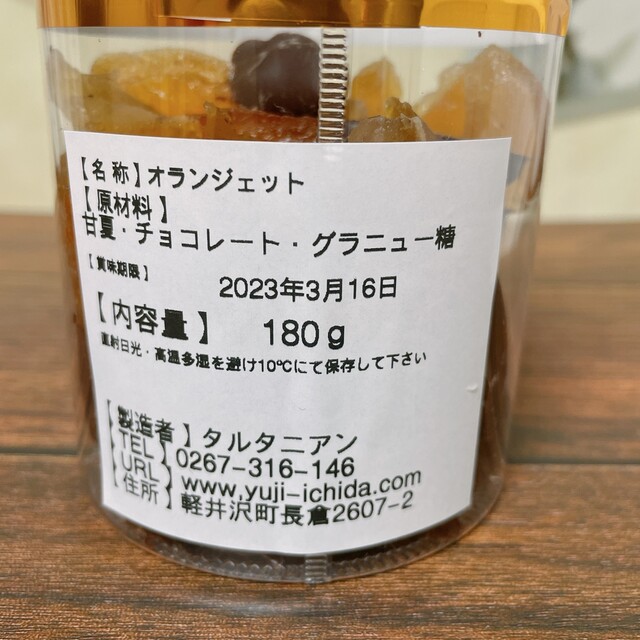 【名 称】オランジェット
【 原材料 】
甘夏・チョコレート・グラニュー糖
【 賞味期限 】
2023年3月16日
【 内容量 】 180g
直射日光・高温多湿を避け10℃にて保存して下さい
【 製造者 】タルタニアン
【 TEL 】0267-316-146
【 URL 】www.yuji-ichida.com
【 住所 】軽井沢町長倉2607-2